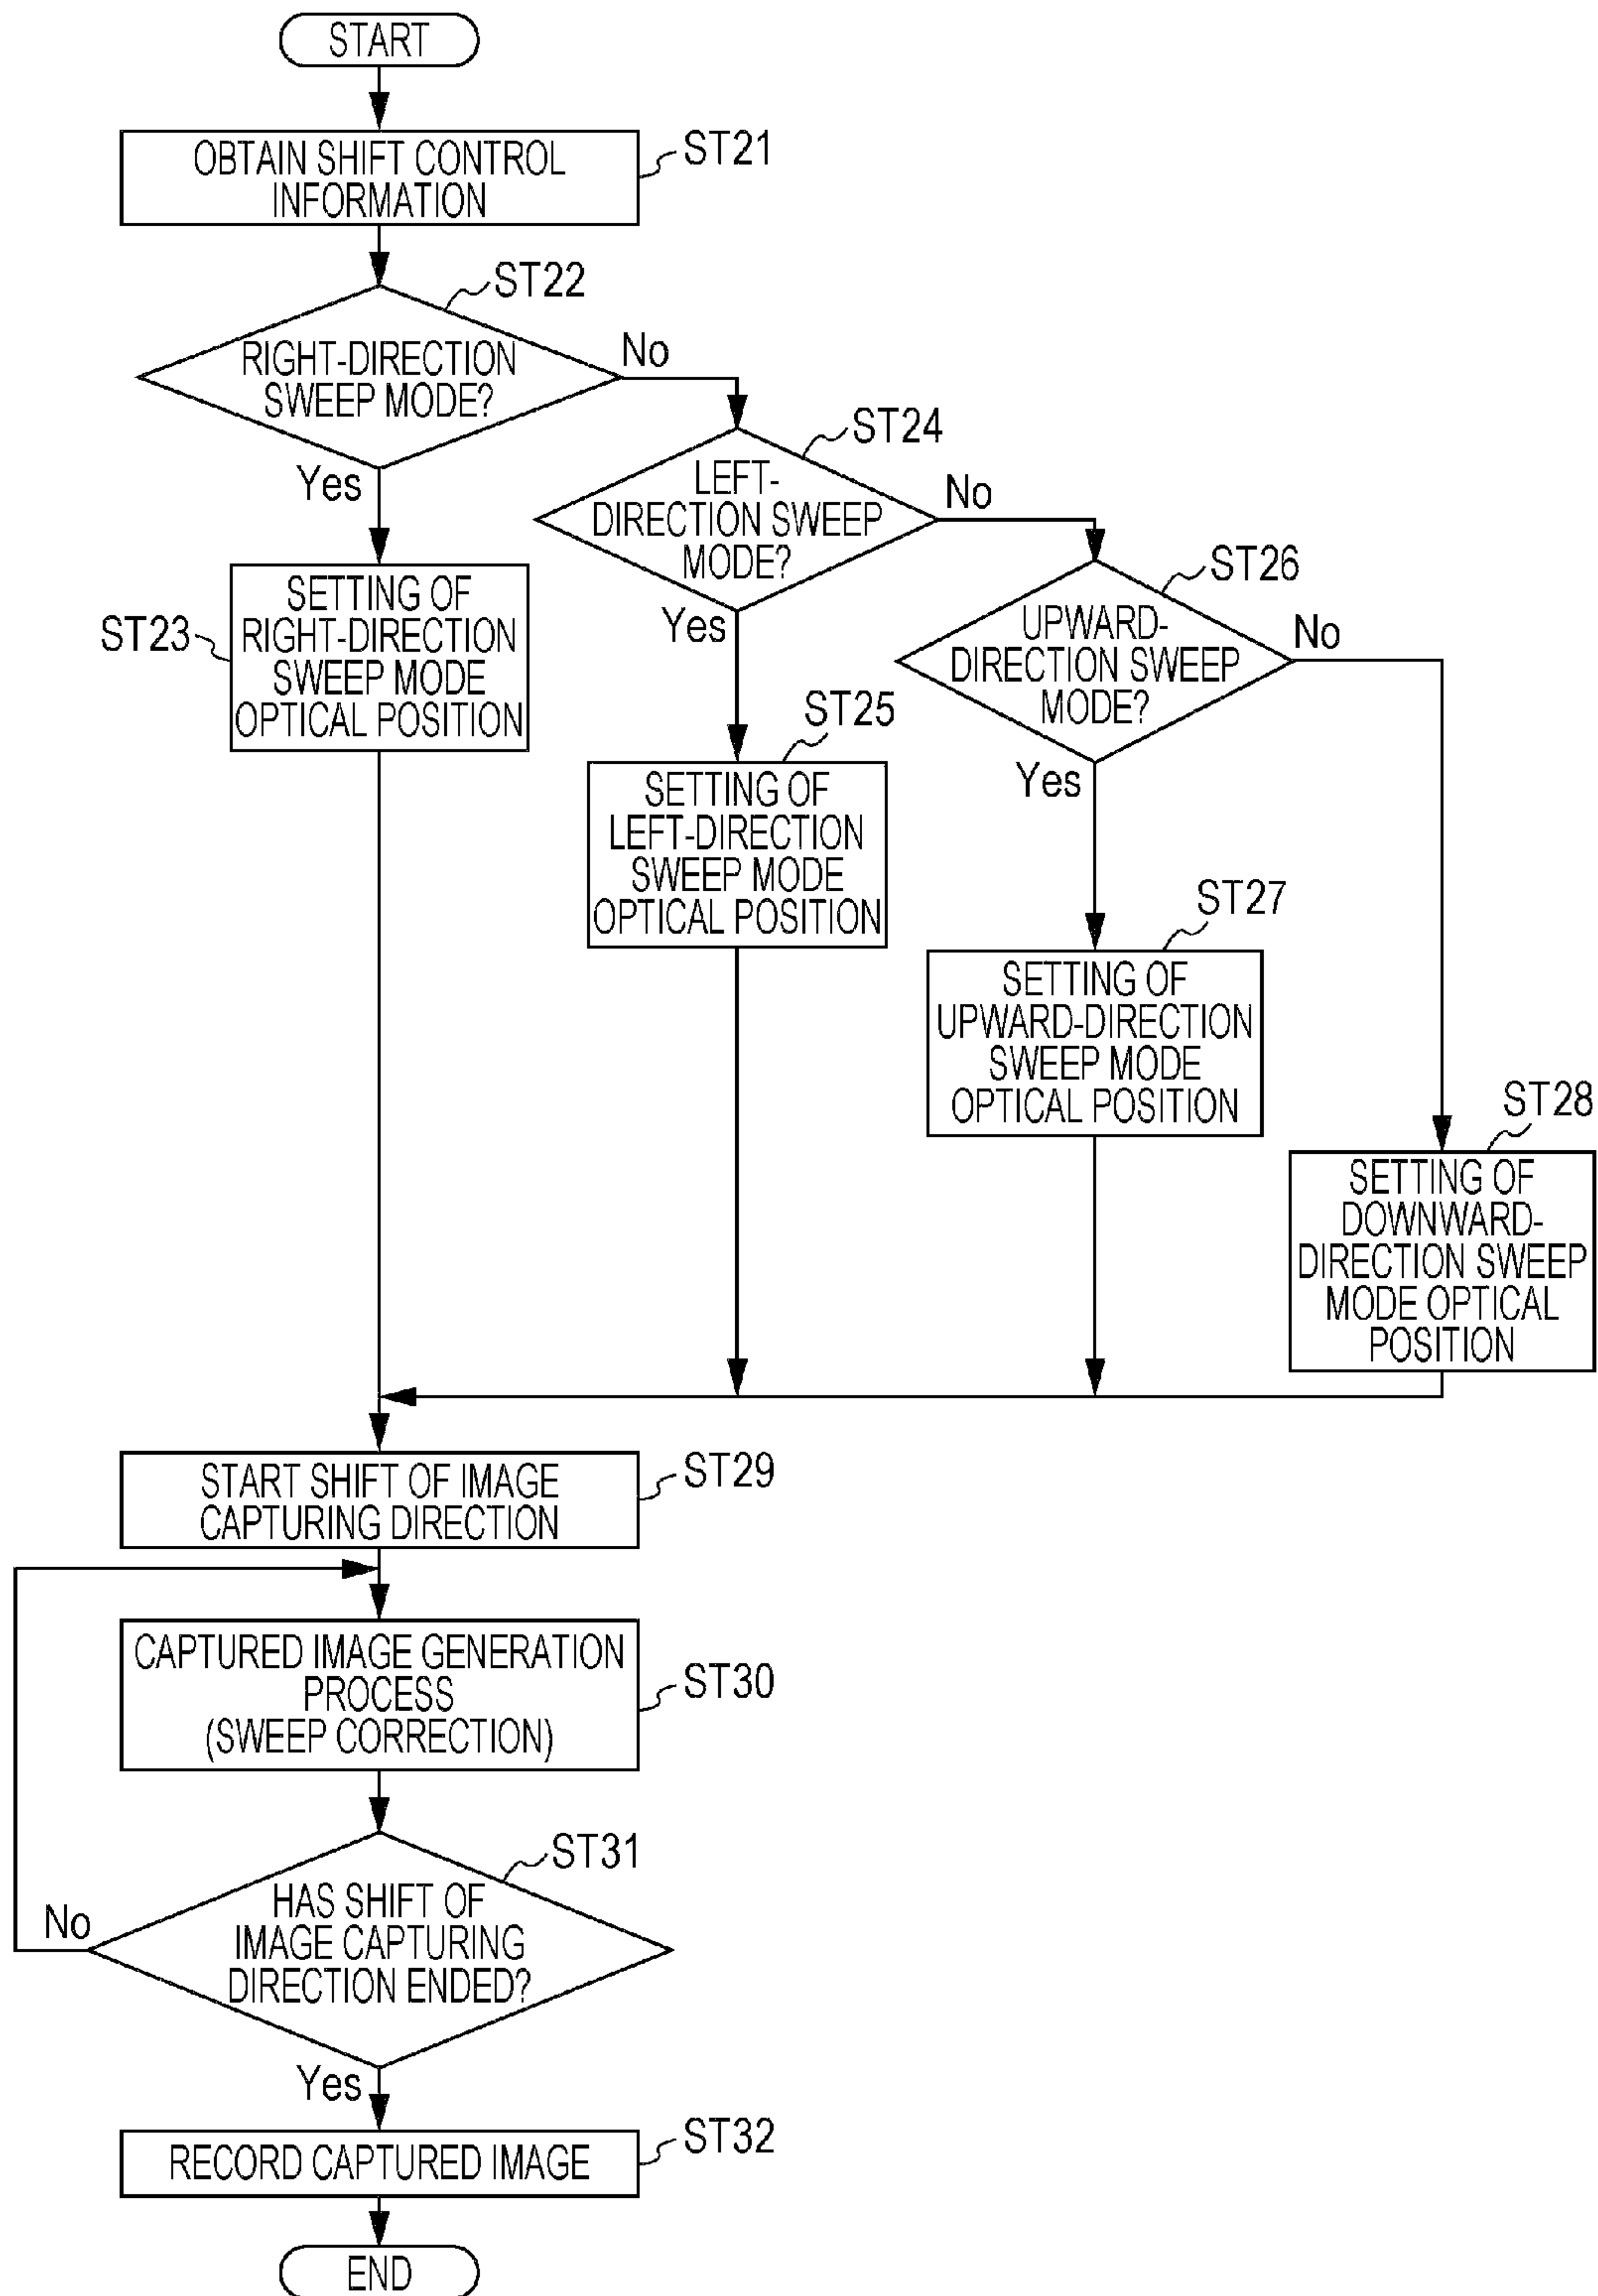 START
OBTAIN SHIFT CONTROL
INFORMATION
ST21
ST22
RIGHT-DIRECTION
SWEEP MODE?
No
Yes
ST24
LEFT-
DIRECTION SWEEP
MODE?
No
Yes
ST26
UPWARD-
DIRECTION SWEEP
MODE?
No
Yes
ST23
SETTING OF
RIGHT-DIRECTION
SWEEP MODE
OPTICAL POSITION
ST25
SETTING OF
LEFT-DIRECTION
SWEEP MODE
OPTICAL POSITION
ST27
SETTING OF
UPWARD-DIRECTION
SWEEP MODE
OPTICAL POSITION
ST28
SETTING OF
DOWNWARD-
DIRECTION SWEEP
MODE OPTICAL
POSITION
START SHIFT OF IMAGE
CAPTURING DIRECTION
ST29
CAPTURED IMAGE GENERATION
PROCESS
(SWEEP CORRECTION)
ST30
ST31
HAS SHIFT OF
IMAGE CAPTURING
DIRECTION ENDED?
No
Yes
RECORD CAPTURED IMAGE
ST32
END